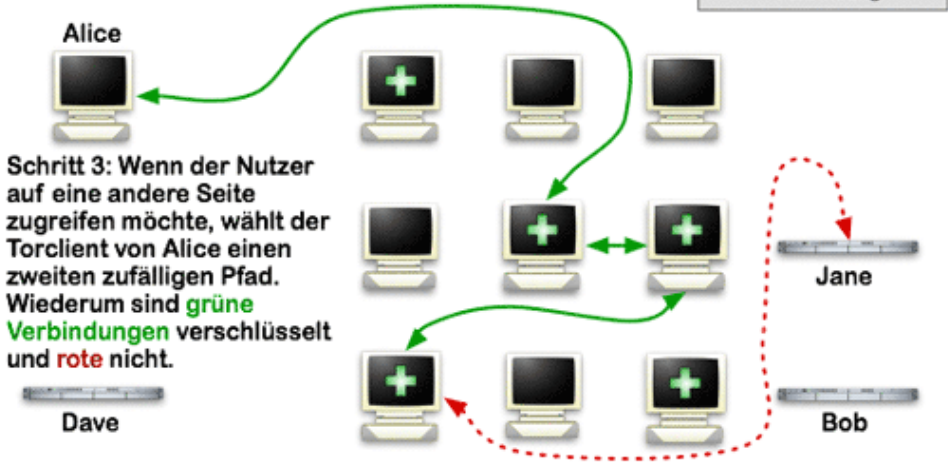 Alice
Schritt 3: Wenn der Nutzer
auf eine andere Seite
zugreifen möchte, wählt der
Torclient von Alice einen
zweiten zufälligen Pfad.
Wiederum sind grüne
Verbindungen verschlüsselt
und rote nicht.
Jane
Dave
Bob